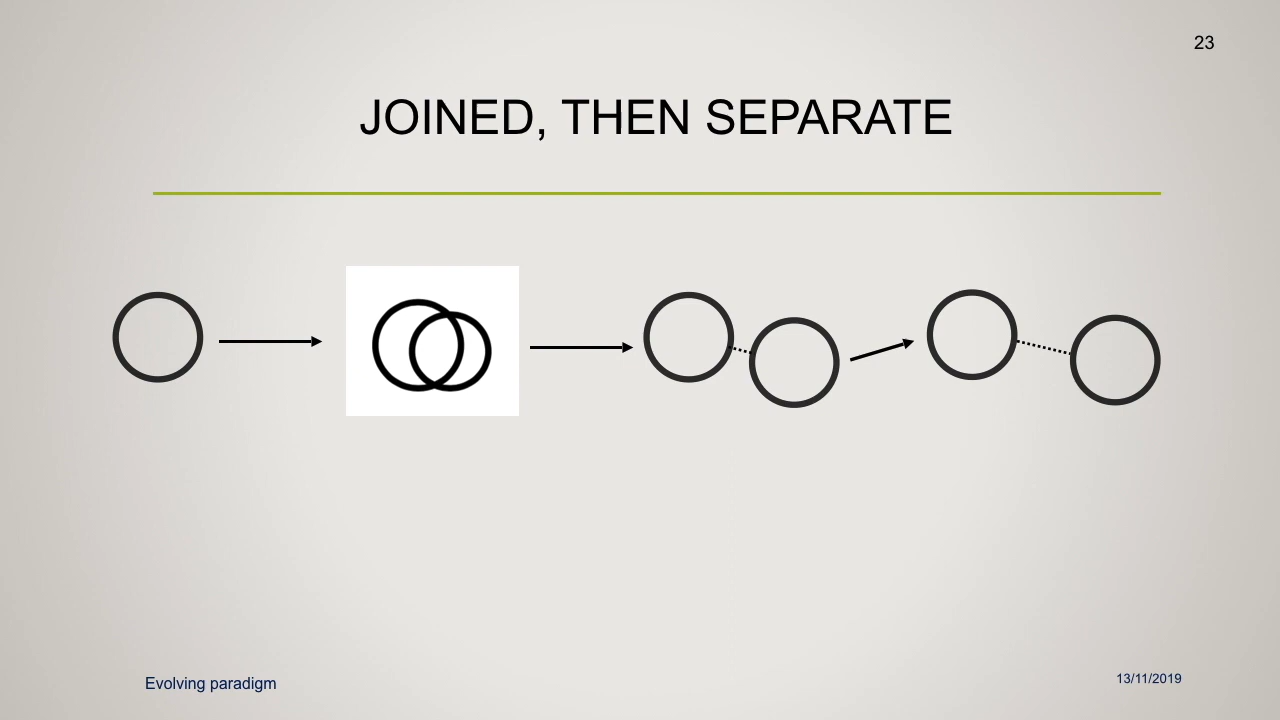 23
JOINED, THEN SEPARATE
Evolving paradigm
13/11/2019